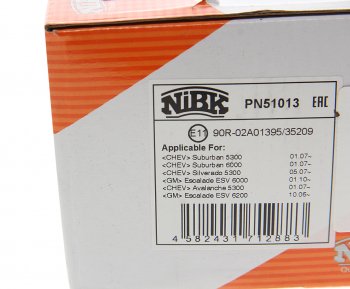 NiBK PN51013 EAC
E11 90R-02A01395/35209
Applicable For:
<CHEV> Suburban 5300 01.07~
<CHEV> Suburban 6000 01.07~
<CHEV> Silverado 5300 05.07~
<GM> Escalade ESV 6000 01.10~
<CHEV> Avalanche 5300 01.07~
<GM> Escalade ESV 6200 10.06~
4 582431 712883